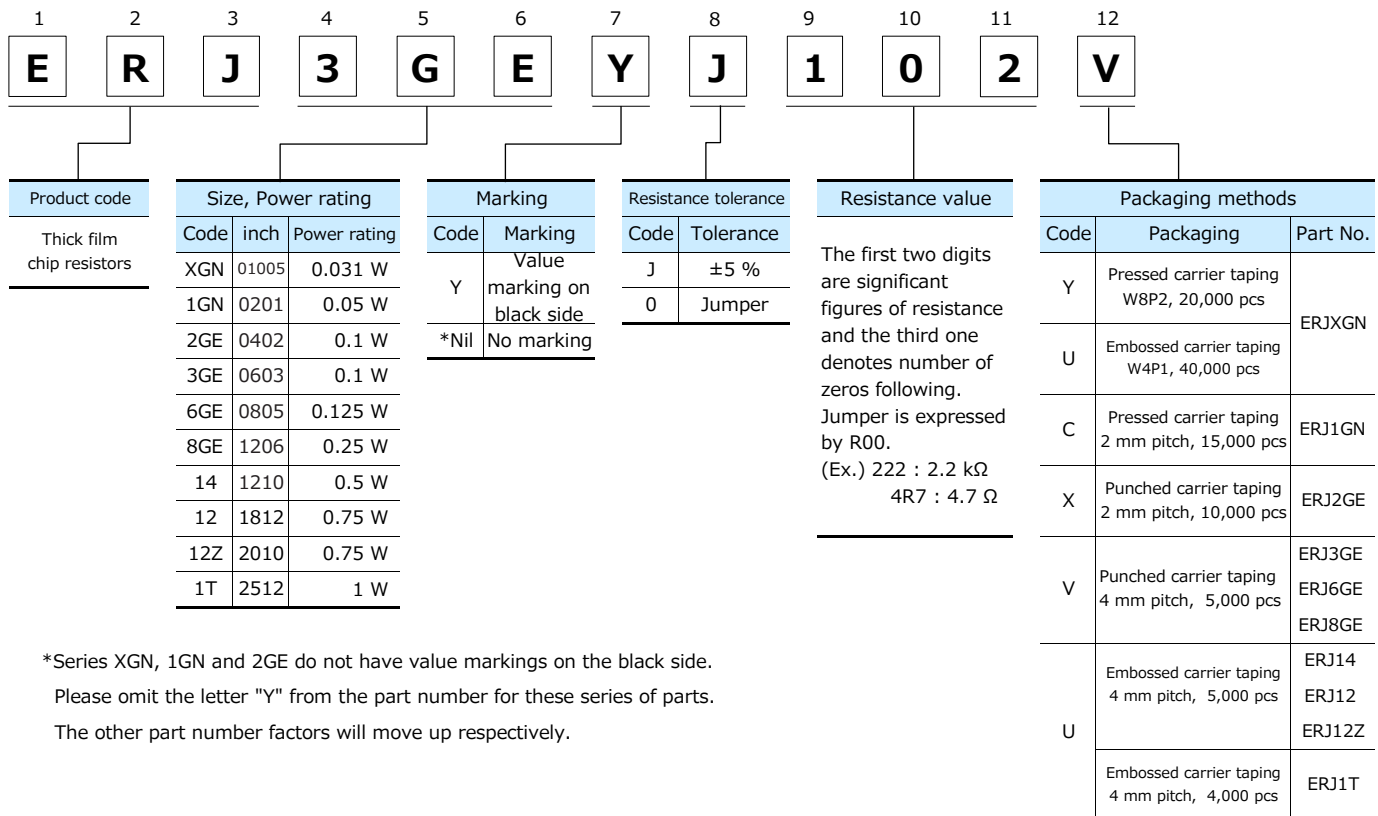 1 2 3 4 5 6 7 8 9 10 11 12
E R J 3 G E Y J 1 0 2 V
Product code
Thick film
chip resistors
Size, Power rating
Code inch Power rating
XGN 01005 0.031 W
1GN 0201 0.05 W
2GE 0402 0.1 W
3GE 0603 0.1 W
6GE 0805 0.125 W
8GE 1206 0.25 W
14 1210 0.5 W
12 1812 0.75 W
12Z 2010 0.75 W
1T 2512 1 W
Marking
Code Marking
Y Value
marking on
black side
*Nil No marking
Resistance tolerance
Code Tolerance
J ±5 %
0 Jumper
Resistance value
The first two digits
are significant
figures of resistance
and the third one
denotes number of
zeros following.
Jumper is expressed
by R00.
(Ex.) 222 : 2.2 kΩ
4R7 : 4.7 Ω
Packaging methods
Code Packaging Part No.
Y Pressed carrier taping
W8P2, 20,000 pcs
ERJXGN
U Embossed carrier taping
W4P1, 40,000 pcs
C Pressed carrier taping
2 mm pitch, 15,000 pcs
ERJ1GN
X Punched carrier taping
2 mm pitch, 10,000 pcs
ERJ2GE
V Punched carrier taping
4 mm pitch, 5,000 pcs
ERJ3GE
ERJ6GE
ERJ8GE
U Embossed carrier taping
4 mm pitch, 5,000 pcs
ERJ14
ERJ12
ERJ12Z
Embossed carrier taping
4 mm pitch, 4,000 pcs
ERJ1T
*Series XGN, 1GN and 2GE do not have value markings on the black side.
Please omit the letter "Y" from the part number for these series of parts.
The other part number factors will move up respectively.